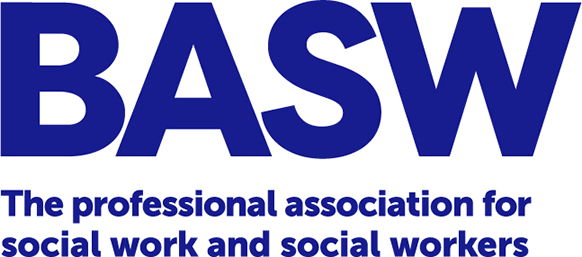 BASW
The professional association for
social work and social workers